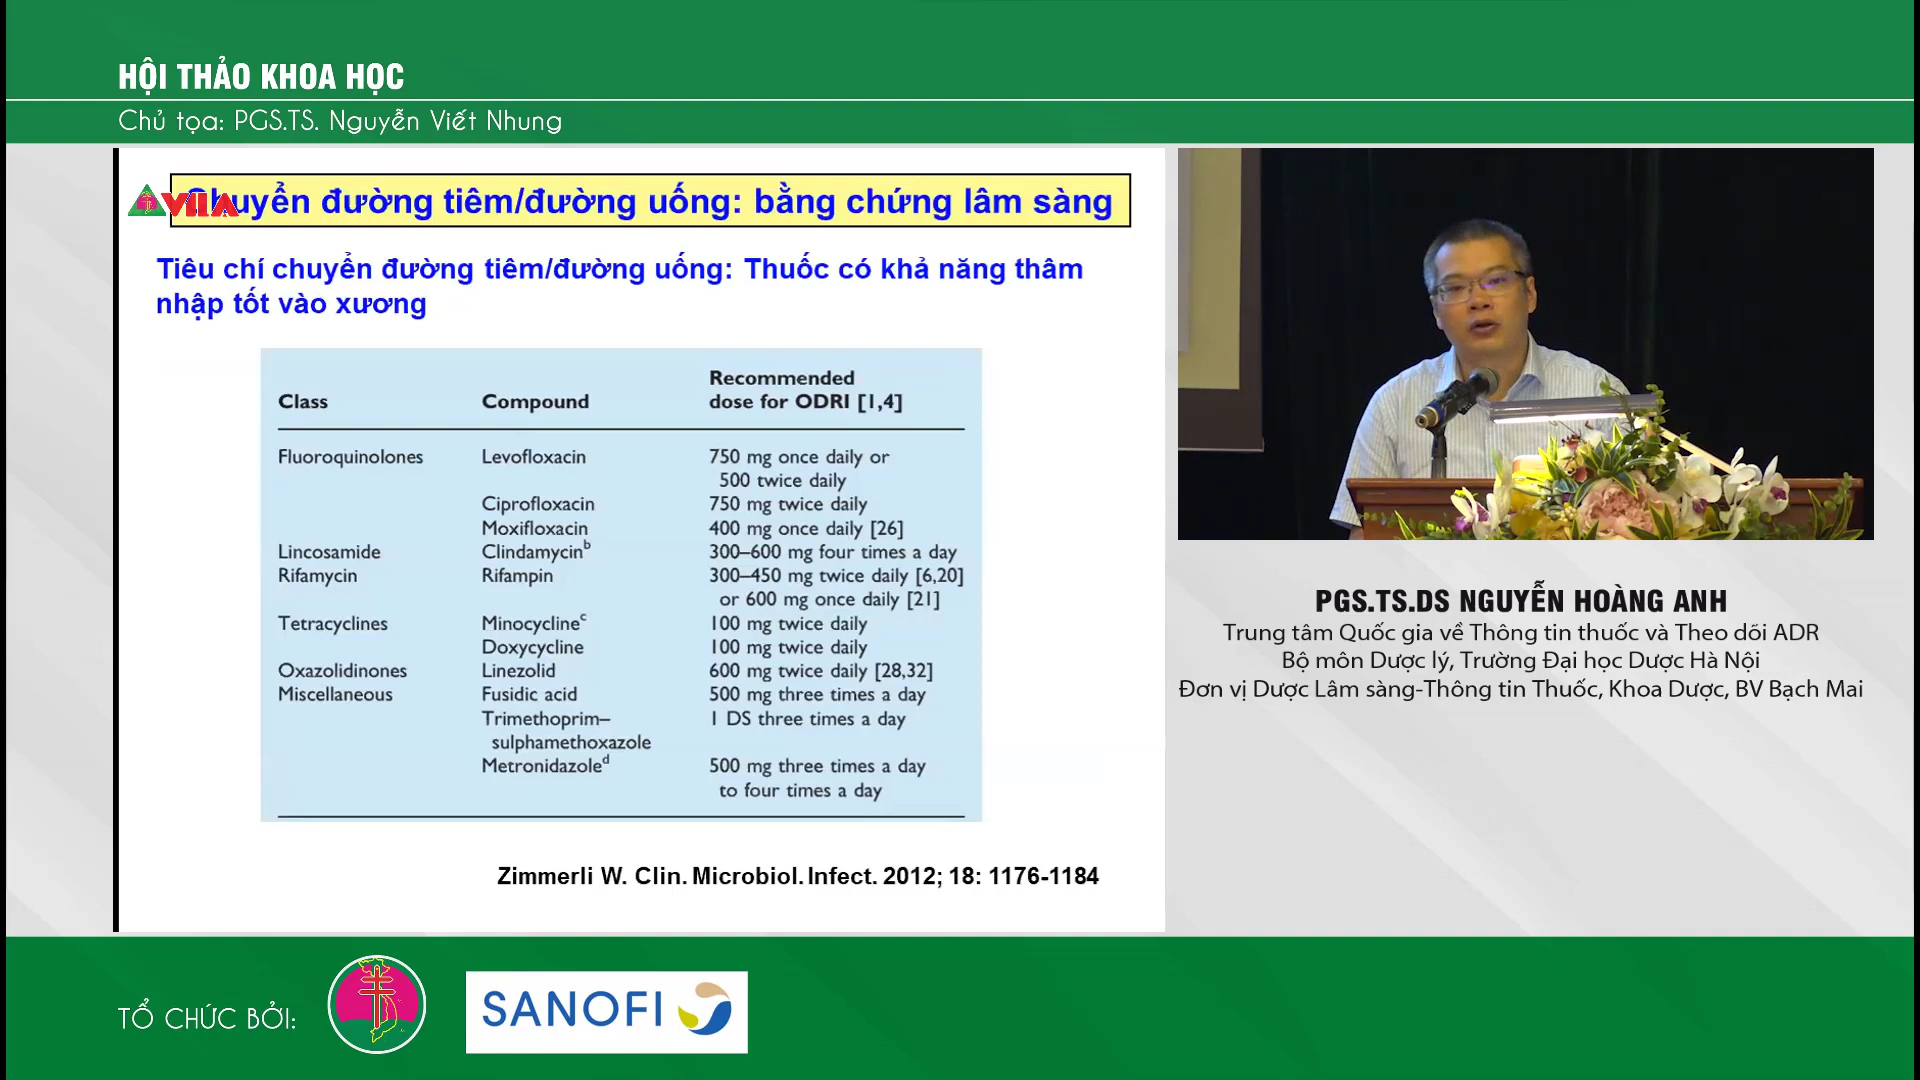 HỘI THẢO KHOA HỌC
Chủ tọa: PGS.TS. Nguyễn Viết Nhung
Chuyển đường tiêm/đường uống: bằng chứng lâm sàng
Tiêu chí chuyển đường tiêm/đường uống: Thuốc có khả năng thâm
nhập tốt vào xương
Class Compound Recommended
dose for ODRI [1,4]
Fluoroquinolones Levofloxacin 750 mg once daily or
500 twice daily
Ciprofloxacin 750 mg twice daily
Moxifloxacin 400 mg once daily [26]
Lincosamide Clindamycin^b 300–600 mg four times a day
Rifamycin Rifampin 300–450 mg twice daily [6,20]
or 600 mg once daily [21]
Tetracyclines Minocycline^c 100 mg twice daily
Doxycycline 100 mg twice daily
Oxazolidinones Linezolid 600 mg twice daily [28,32]
Miscellaneous Fusidic acid 500 mg three times a day
Trimethoprim– 1 DS three times a day
sulphamethoxazole
Metronidazole^d 500 mg three times a day
to four times a day
Zimmerli W. Clin. Microbiol. Infect. 2012; 18: 1176-1184
PGS.TS.DS NGUYỄN HOÀNG ANH
Trung tâm Quốc gia về Thông tin thuốc và Theo dõi ADR
Bộ môn Dược lý, Trường Đại học Dược Hà Nội
Đơn vị Dược Lâm sàng-Thông tin Thuốc, Khoa Dược, BV Bạch Mai
TỔ CHỨC BỞI:
SANOFI